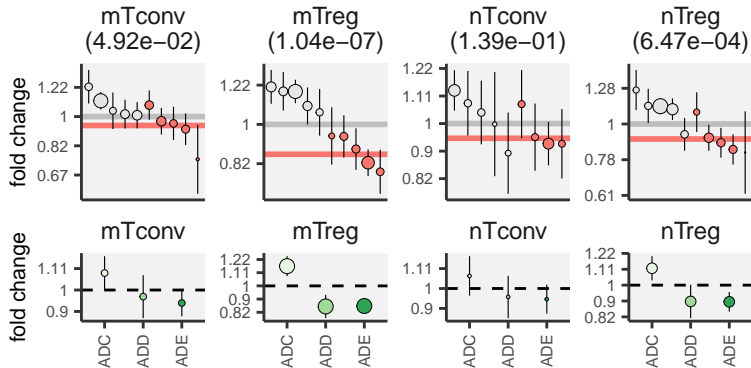 mTconv
(4.92e−02)
mTreg
(1.04e−07)
nTconv
(1.39e−01)
nTreg
(6.47e−04)
fold change
1.22
1
0.82
0.67
1.22
1
0.82
1.22
1.11
1
0.9
0.82
1.28
1
0.78
0.61
mTconv
mTreg
nTconv
nTreg
fold change
1.11
1
0.9
1.22
1.11
1
0.9
0.82
1.11
1
0.9
1.22
1.11
1
0.9
0.82
ADC
ADD
ADE
ADC
ADD
ADE
ADC
ADD
ADE
ADC
ADD
ADE